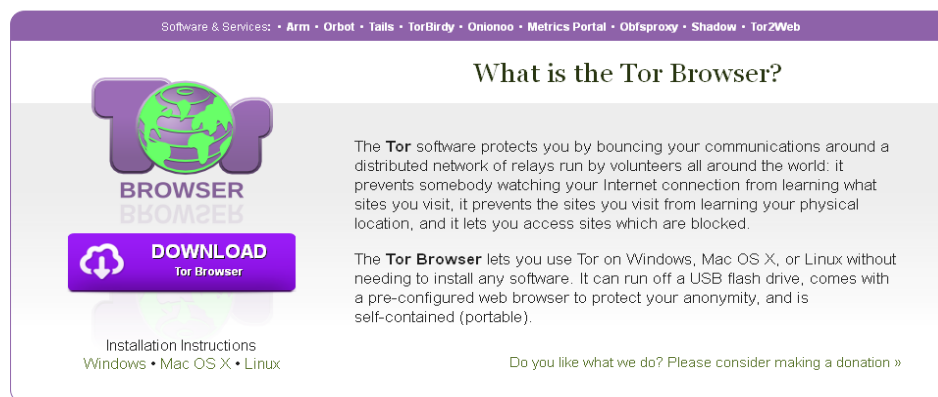 Software & Services: • Arm • Orbot • Tails • TorBirdy • Onionoo • Metrics Portal • Obfsproxy • Shadow • Tor2Web
What is the Tor Browser?
Tor
BROWSER
DOWNLOAD
Tor Browser
Installation Instructions
Windows • Mac OS X • Linux
The Tor software protects you by bouncing your communications around a
distributed network of relays run by volunteers all around the world: it
prevents somebody watching your Internet connection from learning what
sites you visit, it prevents the sites you visit from learning your physical
location, and it lets you access sites which are blocked.
The Tor Browser lets you use Tor on Windows, Mac OS X, or Linux without
needing to install any software. It can run off a USB flash drive, comes with
a pre-configured web browser to protect your anonymity, and is
self-contained (portable).
Do you like what we do? Please consider making a donation »